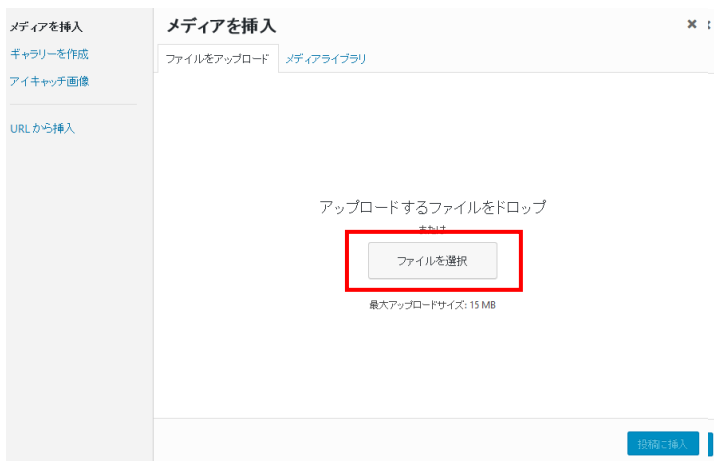 メディアを挿入
ギャラリーを作成
アイキャッチ画像
URL から挿入
メディアを挿入
ファイルをアップロード
メディアライブラリ
アップロードするファイルをドロップ
または
ファイルを選択
最大アップロードサイズ: 15 MB
投稿に挿入